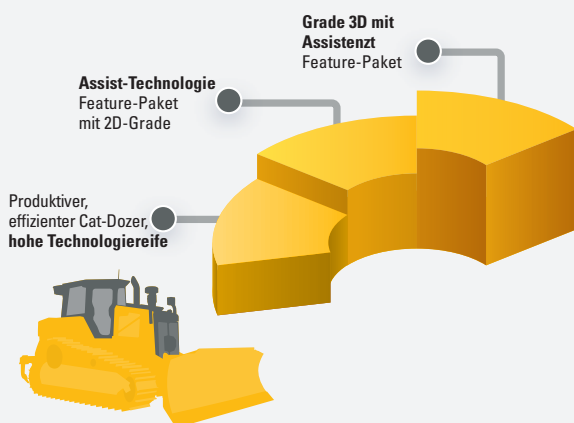 Grade 3D mit
Assistenzt
Feature-Paket
Assist-Technologie
Feature-Paket
mit 2D-Grade
Produktiver,
effizienter Cat-Dozer,
hohe Technologiereife